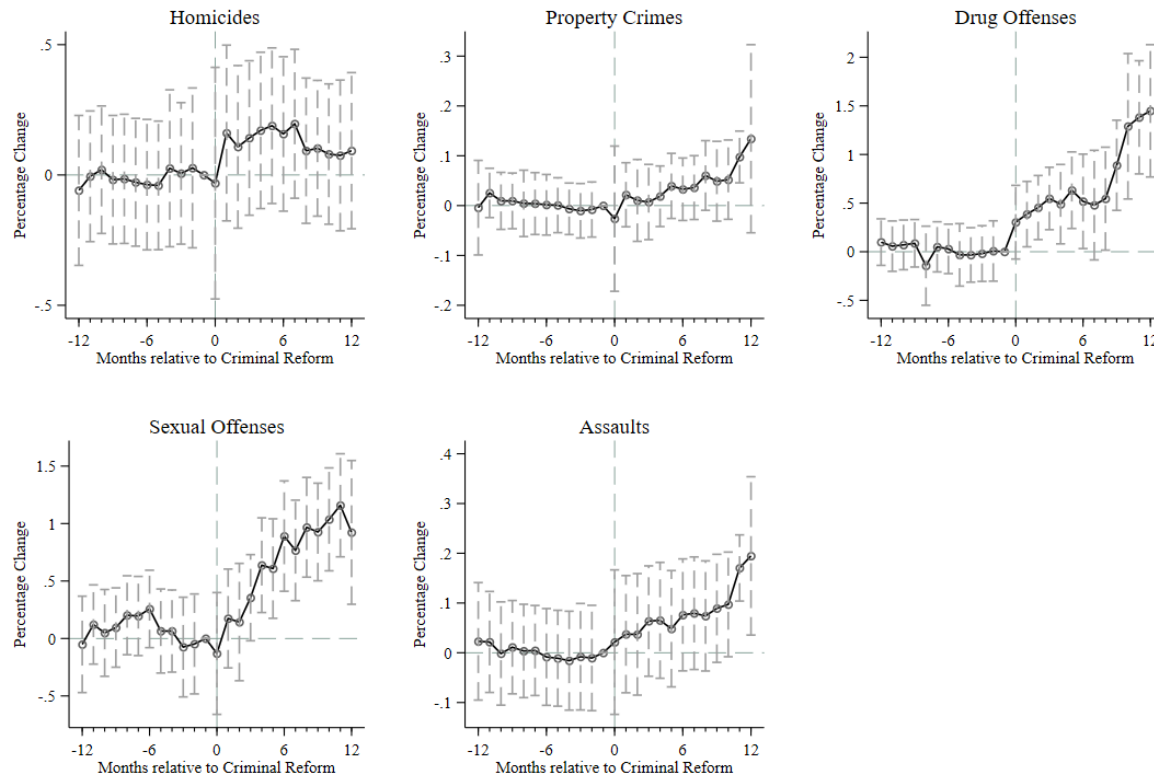 Homicides
Percentage Change
.5
0
-.5
-12 -6 0 6 12
Months relative to Criminal Reform
Property Crimes
Percentage Change
.3
.2
.1
0
-.1
-.2
-12 -6 0 6 12
Months relative to Criminal Reform
Drug Offenses
Percentage Change
2
1.5
1
.5
0
-.5
-12 -6 0 6 12
Months relative to Criminal Reform
Sexual Offenses
Percentage Change
1.5
1
.5
0
-.5
-12 -6 0 6 12
Months relative to Criminal Reform
Assaults
Percentage Change
.4
.3
.2
.1
0
-.1
-12 -6 0 6 12
Months relative to Criminal Reform